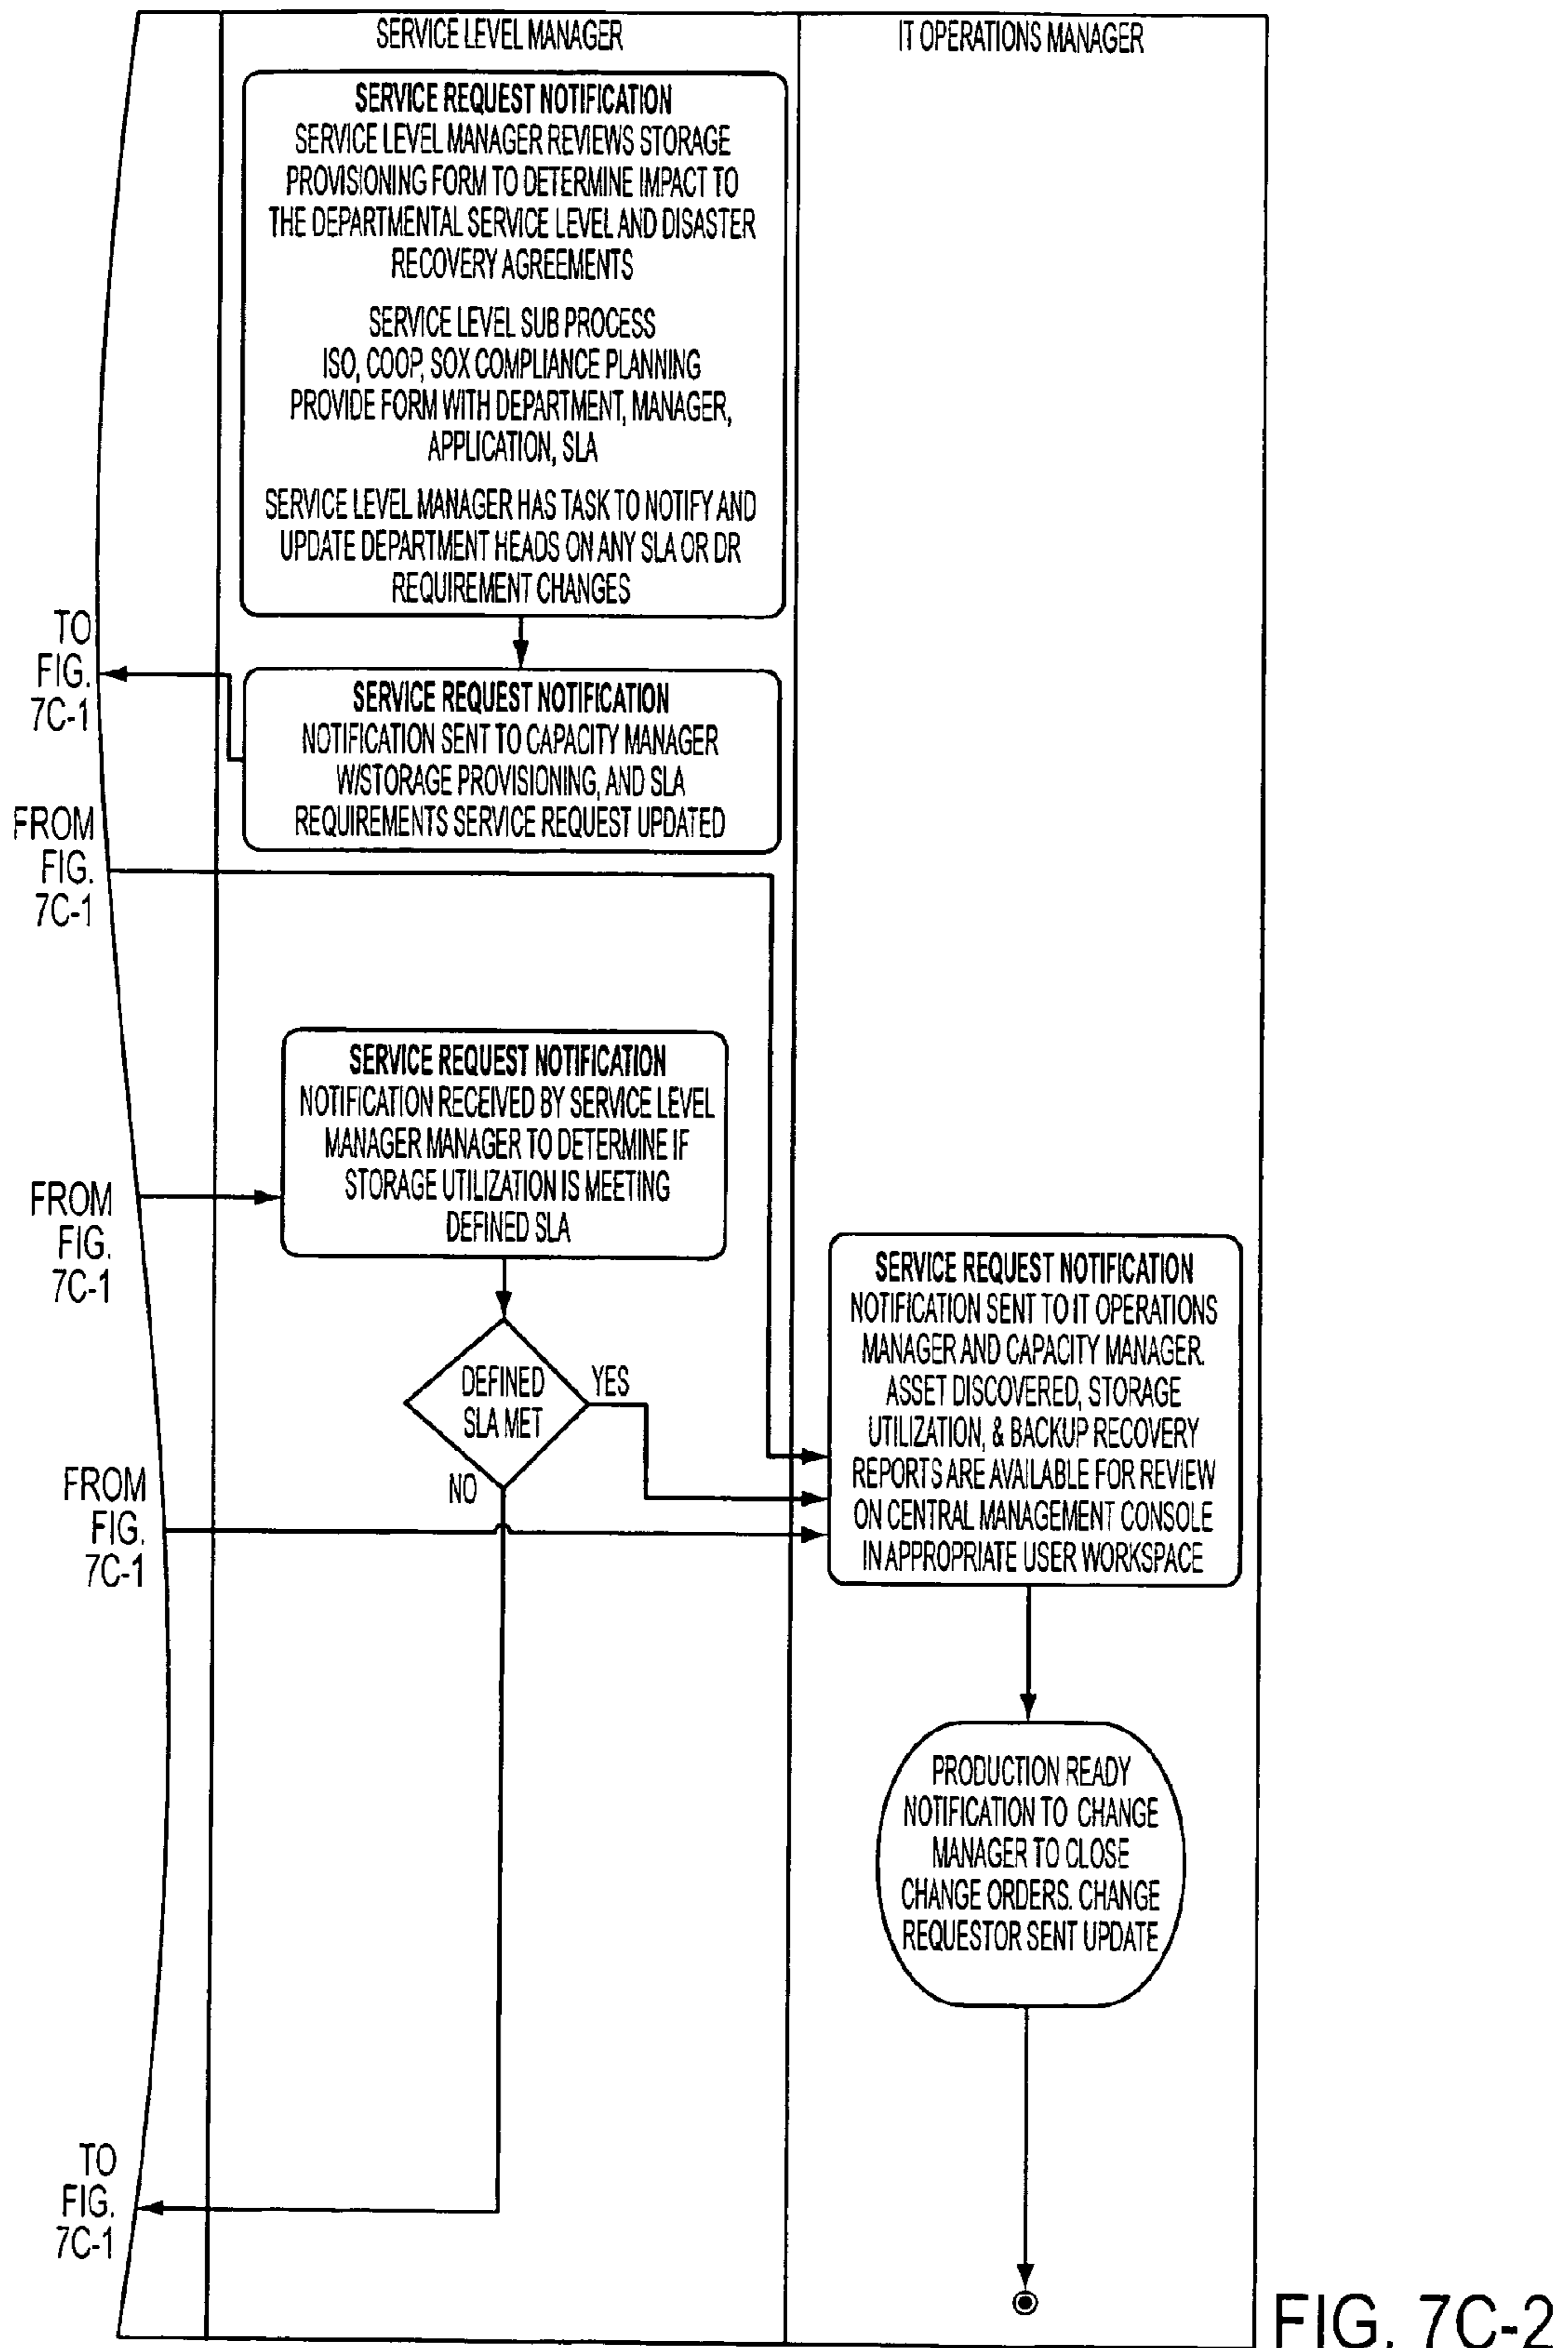 SERVICE LEVEL MANAGER
IT OPERATIONS MANAGER
SERVICE REQUEST NOTIFICATION
SERVICE LEVEL MANAGER REVIEWS STORAGE
PROVISIONING FORM TO DETERMINE IMPACT TO
THE DEPARTMENTAL SERVICE LEVEL AND DISASTER
RECOVERY AGREEMENTS
SERVICE LEVEL SUB PROCESS
ISO, COOP, SOX COMPLIANCE PLANNING
PROVIDE FORM WITH DEPARTMENT, MANAGER,
APPLICATION, SLA
SERVICE LEVEL MANAGER HAS TASK TO NOTIFY AND
UPDATE DEPARTMENT HEADS ON ANY SLA OR DR
REQUIREMENT CHANGES
TO
FIG.
7C-1
SERVICE REQUEST NOTIFICATION
NOTIFICATION SENT TO CAPACITY MANAGER
W/STORAGE PROVISIONING, AND SLA
REQUIREMENTS SERVICE REQUEST UPDATED
FROM
FIG.
7C-1
SERVICE REQUEST NOTIFICATION
NOTIFICATION RECEIVED BY SERVICE LEVEL
MANAGER MANAGER TO DETERMINE IF
STORAGE UTILIZATION IS MEETING
DEFINED SLA
FROM
FIG.
7C-1
DEFINED
SLA MET
YES
NO
FROM
FIG.
7C-1
SERVICE REQUEST NOTIFICATION
NOTIFICATION SENT TO IT OPERATIONS
MANAGER AND CAPACITY MANAGER.
ASSET DISCOVERED, STORAGE
UTILIZATION, & BACKUP RECOVERY
REPORTS ARE AVAILABLE FOR REVIEW
ON CENTRAL MANAGEMENT CONSOLE
IN APPROPRIATE USER WORKSPACE
PRODUCTION READY
NOTIFICATION TO CHANGE
MANAGER TO CLOSE
CHANGE ORDERS. CHANGE
REQUESTOR SENT UPDATE
TO
FIG.
7C-1
FIG. 7C-2